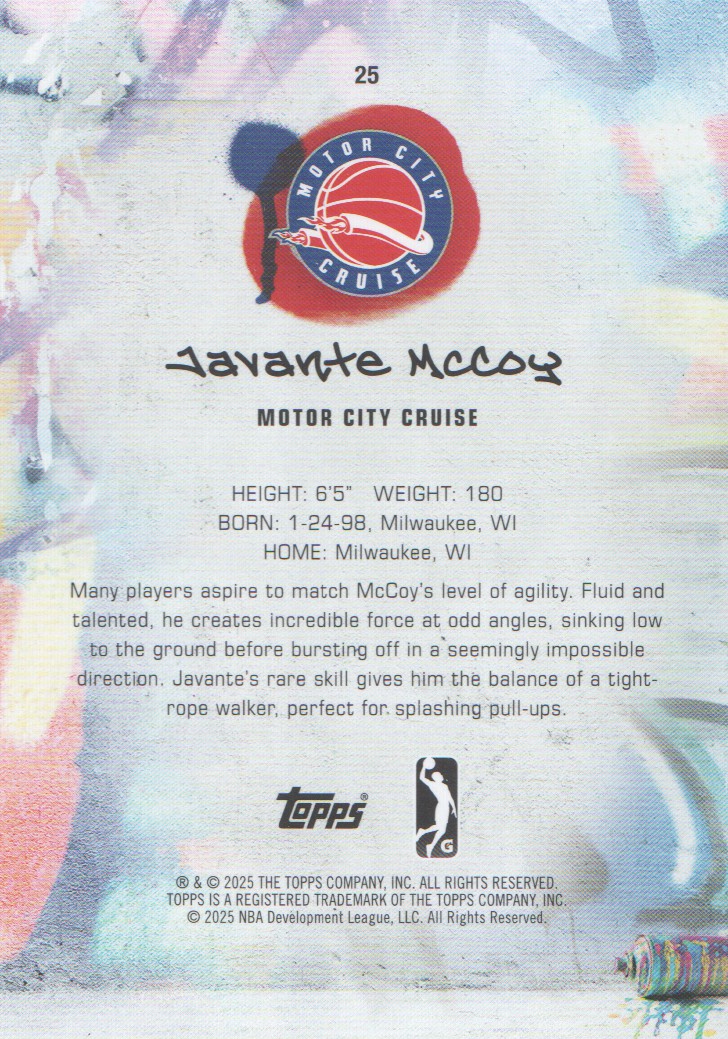 25
MOTOR CITY
CRUISE
Javante McCoy
MOTOR CITY CRUISE
HEIGHT: 6'5" WEIGHT: 180
BORN: 1-24-98, Milwaukee, WI
HOME: Milwaukee, WI
Many players aspire to match McCoy's level of agility. Fluid and
talented, he creates incredible force at odd angles, sinking low
to the ground before bursting off in a seemingly impossible
direction. Javante's rare skill gives him the balance of a tight-
rope walker, perfect for splashing pull-ups.
topps®
G
® & © 2025 THE TOPPS COMPANY, INC. ALL RIGHTS RESERVED.
TOPPS IS A REGISTERED TRADEMARK OF THE TOPPS COMPANY, INC.
© 2025 NBA Development League, LLC. All Rights Reserved.